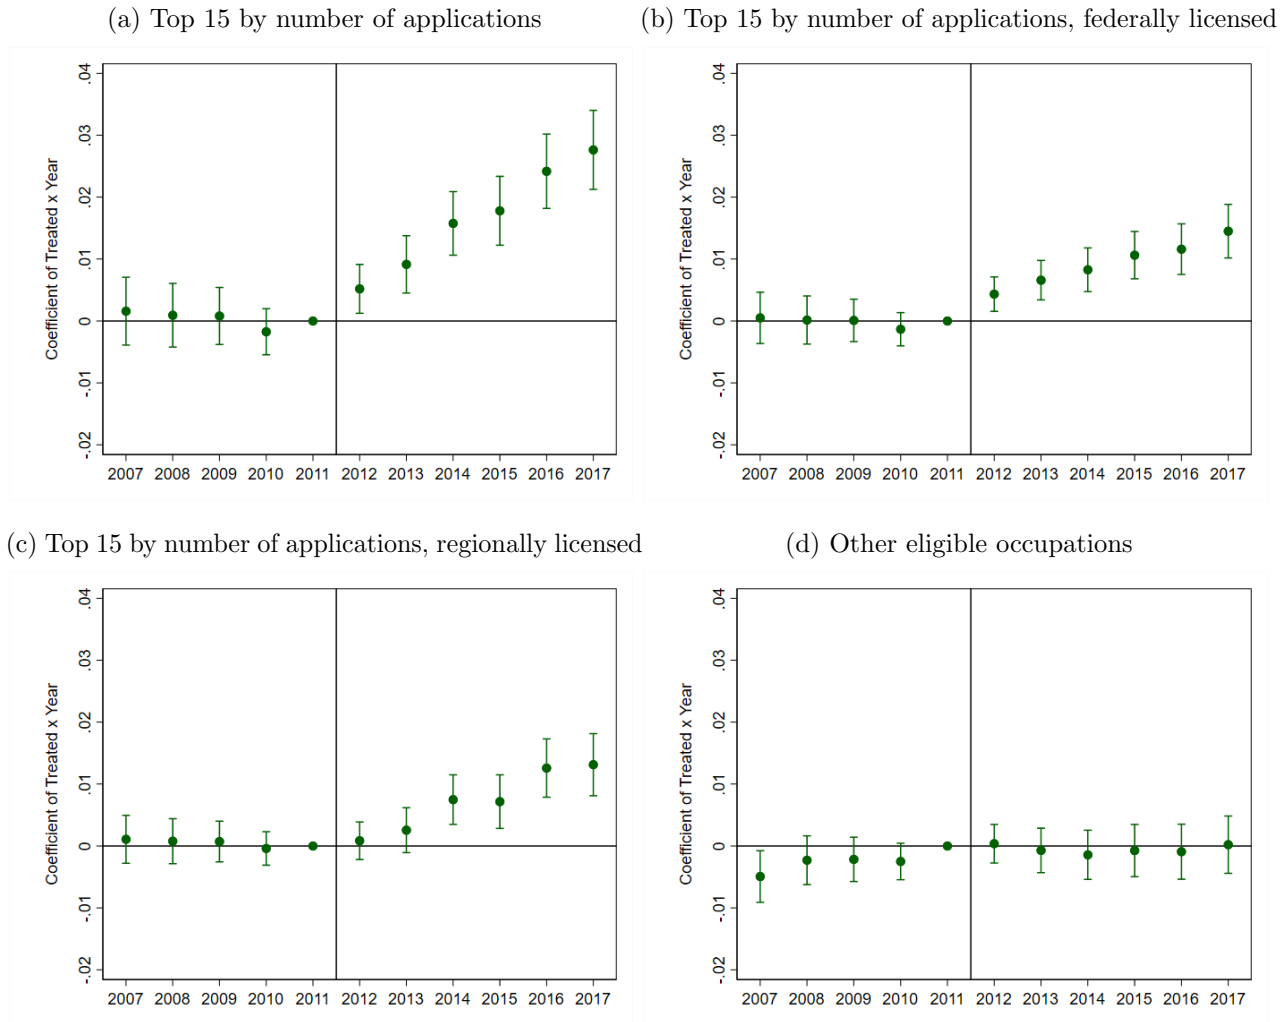 (a) Top 15 by number of applications
Coefficient of Treated x Year
.04
.03
.02
.01
0
-.01
-.02
2007 2008 2009 2010 2011 2012 2013 2014 2015 2016 2017
(b) Top 15 by number of applications, federally licensed
Coefficient of Treated x Year
.04
.03
.02
.01
0
-.01
-.02
2007 2008 2009 2010 2011 2012 2013 2014 2015 2016 2017
(c) Top 15 by number of applications, regionally licensed
Coefficient of Treated x Year
.04
.03
.02
.01
0
-.01
-.02
2007 2008 2009 2010 2011 2012 2013 2014 2015 2016 2017
(d) Other eligible occupations
Coefficient of Treated x Year
.04
.03
.02
.01
0
-.01
-.02
2007 2008 2009 2010 2011 2012 2013 2014 2015 2016 2017